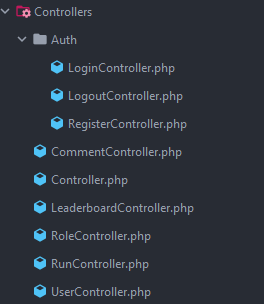 Controllers
Auth
LoginController.php
LogoutController.php
RegisterController.php
CommentController.php
Controller.php
LeaderboardController.php
RoleController.php
RunController.php
UserController.php